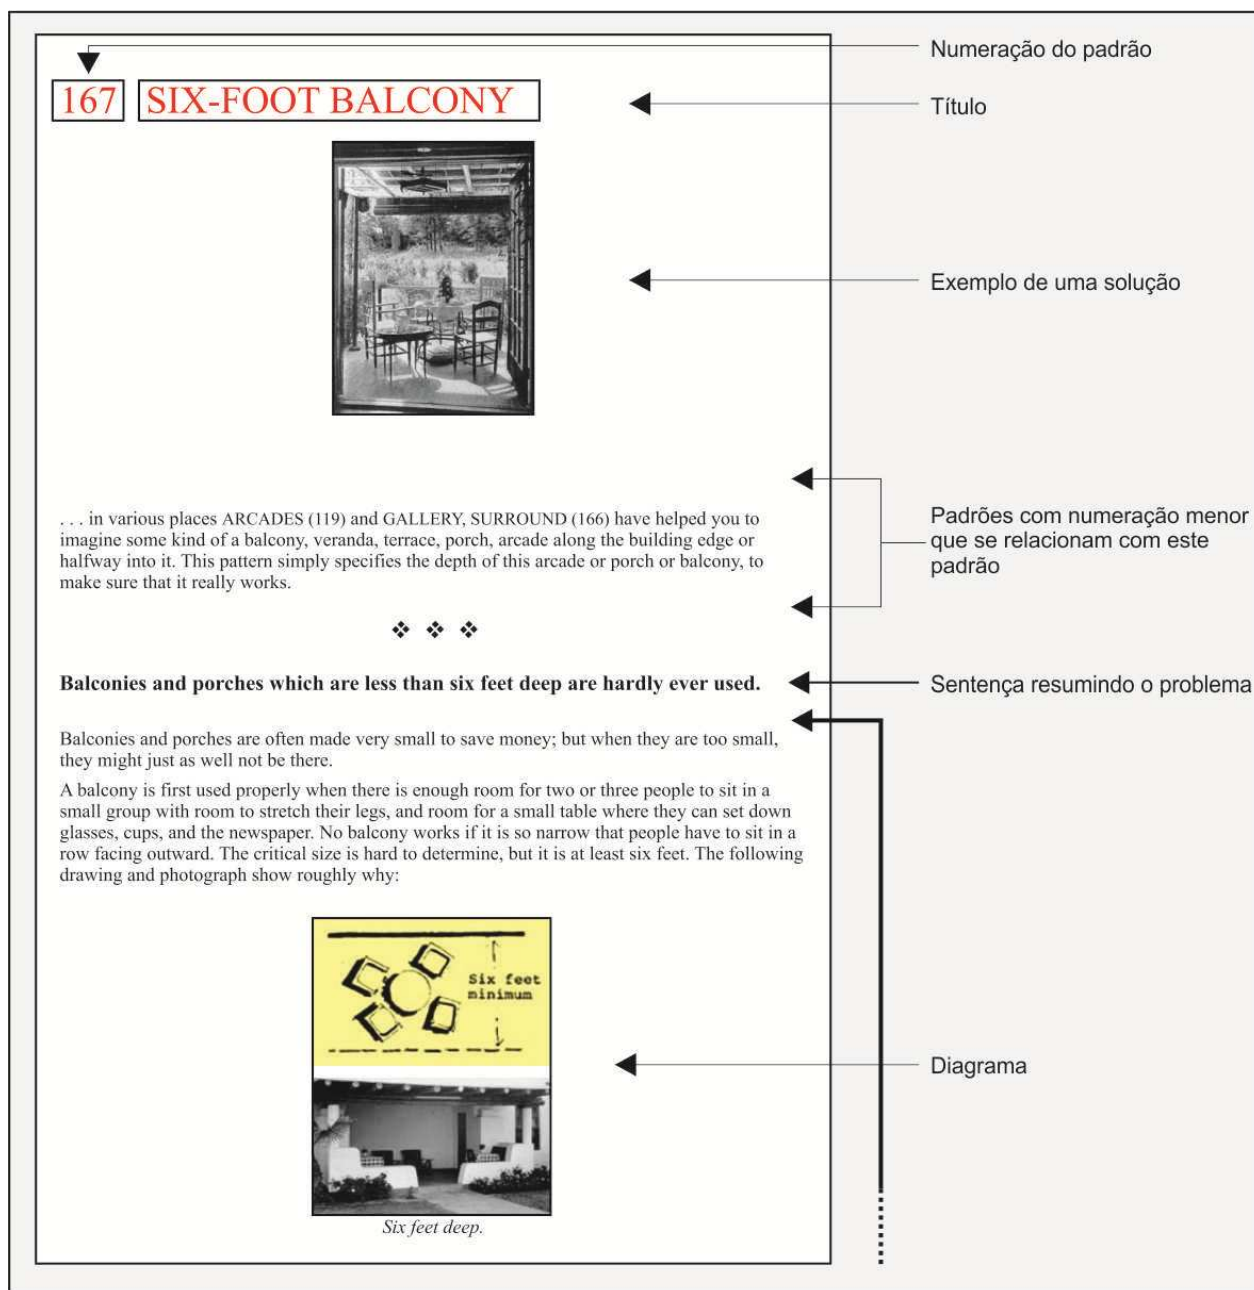 Numeração do padrão
167 SIX-FOOT BALCONY
Título
Exemplo de uma solução
. . . in various places ARCADES (119) and GALLERY, SURROUND (166) have helped you to
imagine some kind of a balcony, veranda, terrace, porch, arcade along the building edge or
halfway into it. This pattern simply specifies the depth of this arcade or porch or balcony, to
make sure that it really works.
Padrões com numeração menor
que se relacionam com este
padrão
Balconies and porches which are less than six feet deep are hardly ever used.
Sentença resumindo o problema
Balconies and porches are often made very small to save money; but when they are too small,
they might just as well not be there.
A balcony is first used properly when there is enough room for two or three people to sit in a
small group with room to stretch their legs, and room for a small table where they can set down
glasses, cups, and the newspaper. No balcony works if it is so narrow that people have to sit in a
row facing outward. The critical size is hard to determine, but it is at least six feet. The following
drawing and photograph show roughly why:
Six feet
minimum
Diagrama
Six feet deep.